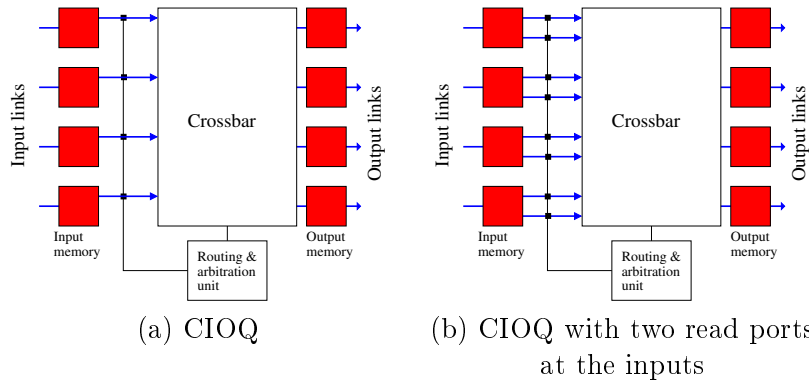 Input links
Crossbar
Output links
Input
memory
Output
memory
Routing &
arbitration
unit
(a) CIOQ
Input links
Crossbar
Output links
Input
memory
Output
memory
Routing &
arbitration
unit
(b) CIOQ with two read ports
at the inputs